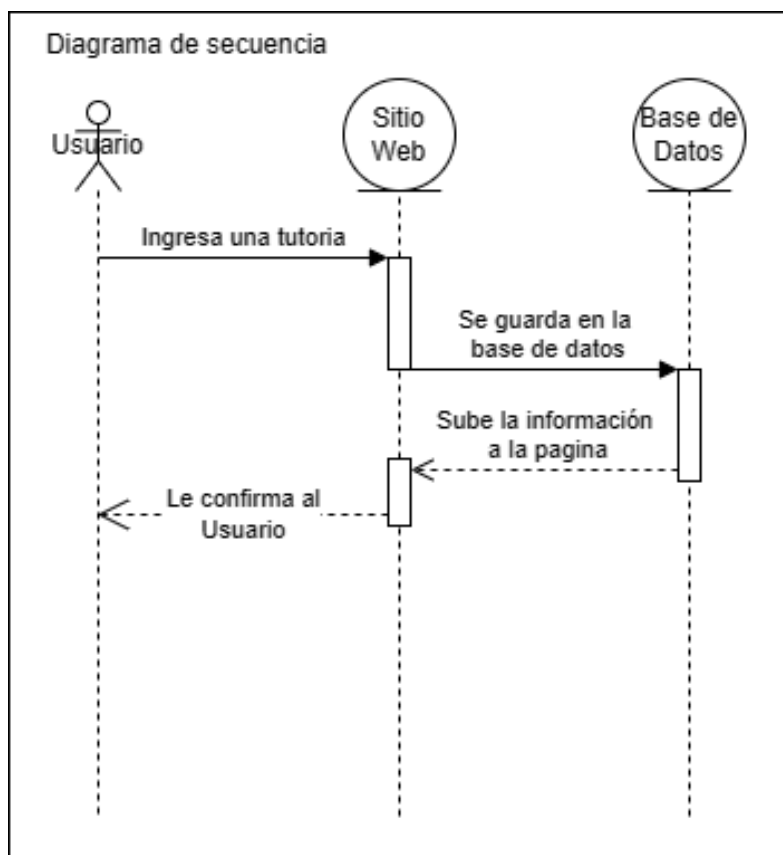 Diagrama de secuencia
Usuario
Sitio
Web
Base de
Datos
Ingresa una tutoria
Se guarda en la
base de datos
Sube la información
a la pagina
Le confirma al
Usuario